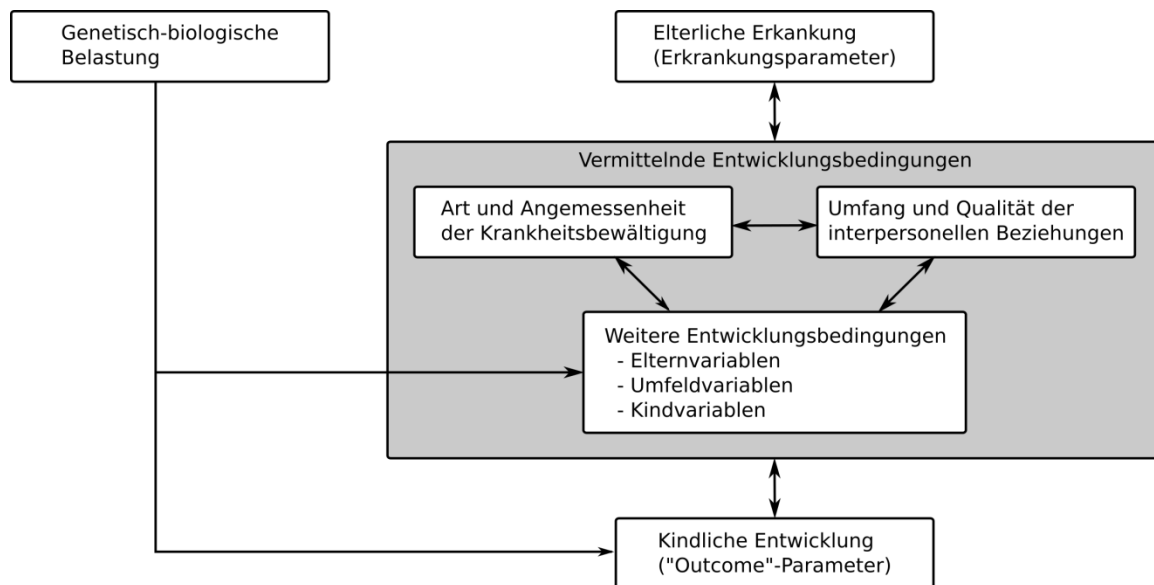 Genetisch-biologische
Belastung
Elterliche Erkankung
(Erkrankungsparameter)
Vermittelnde Entwicklungsbedingungen
Art und Angemessenheit
der Krankheitsbewältigung
Umfang und Qualität der
interpersonellen Beziehungen
Weitere Entwicklungsbedingungen
- Elternvariablen
- Umfeldvariablen
- Kindvariablen
Kindliche Entwicklung
("Outcome"-Parameter)